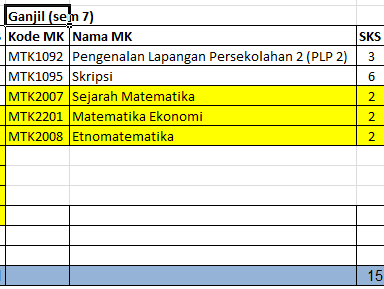 Ganjil (sem 7)
Kode MK Nama MK SKS
MTK1092 Pengenalan Lapangan Persekolahan 2 (PLP 2) 3
MTK1095 Skripsi 6
MTK2007 Sejarah Matematika 2
MTK2201 Matematika Ekonomi 2
MTK2008 Etnomatematika 2
15